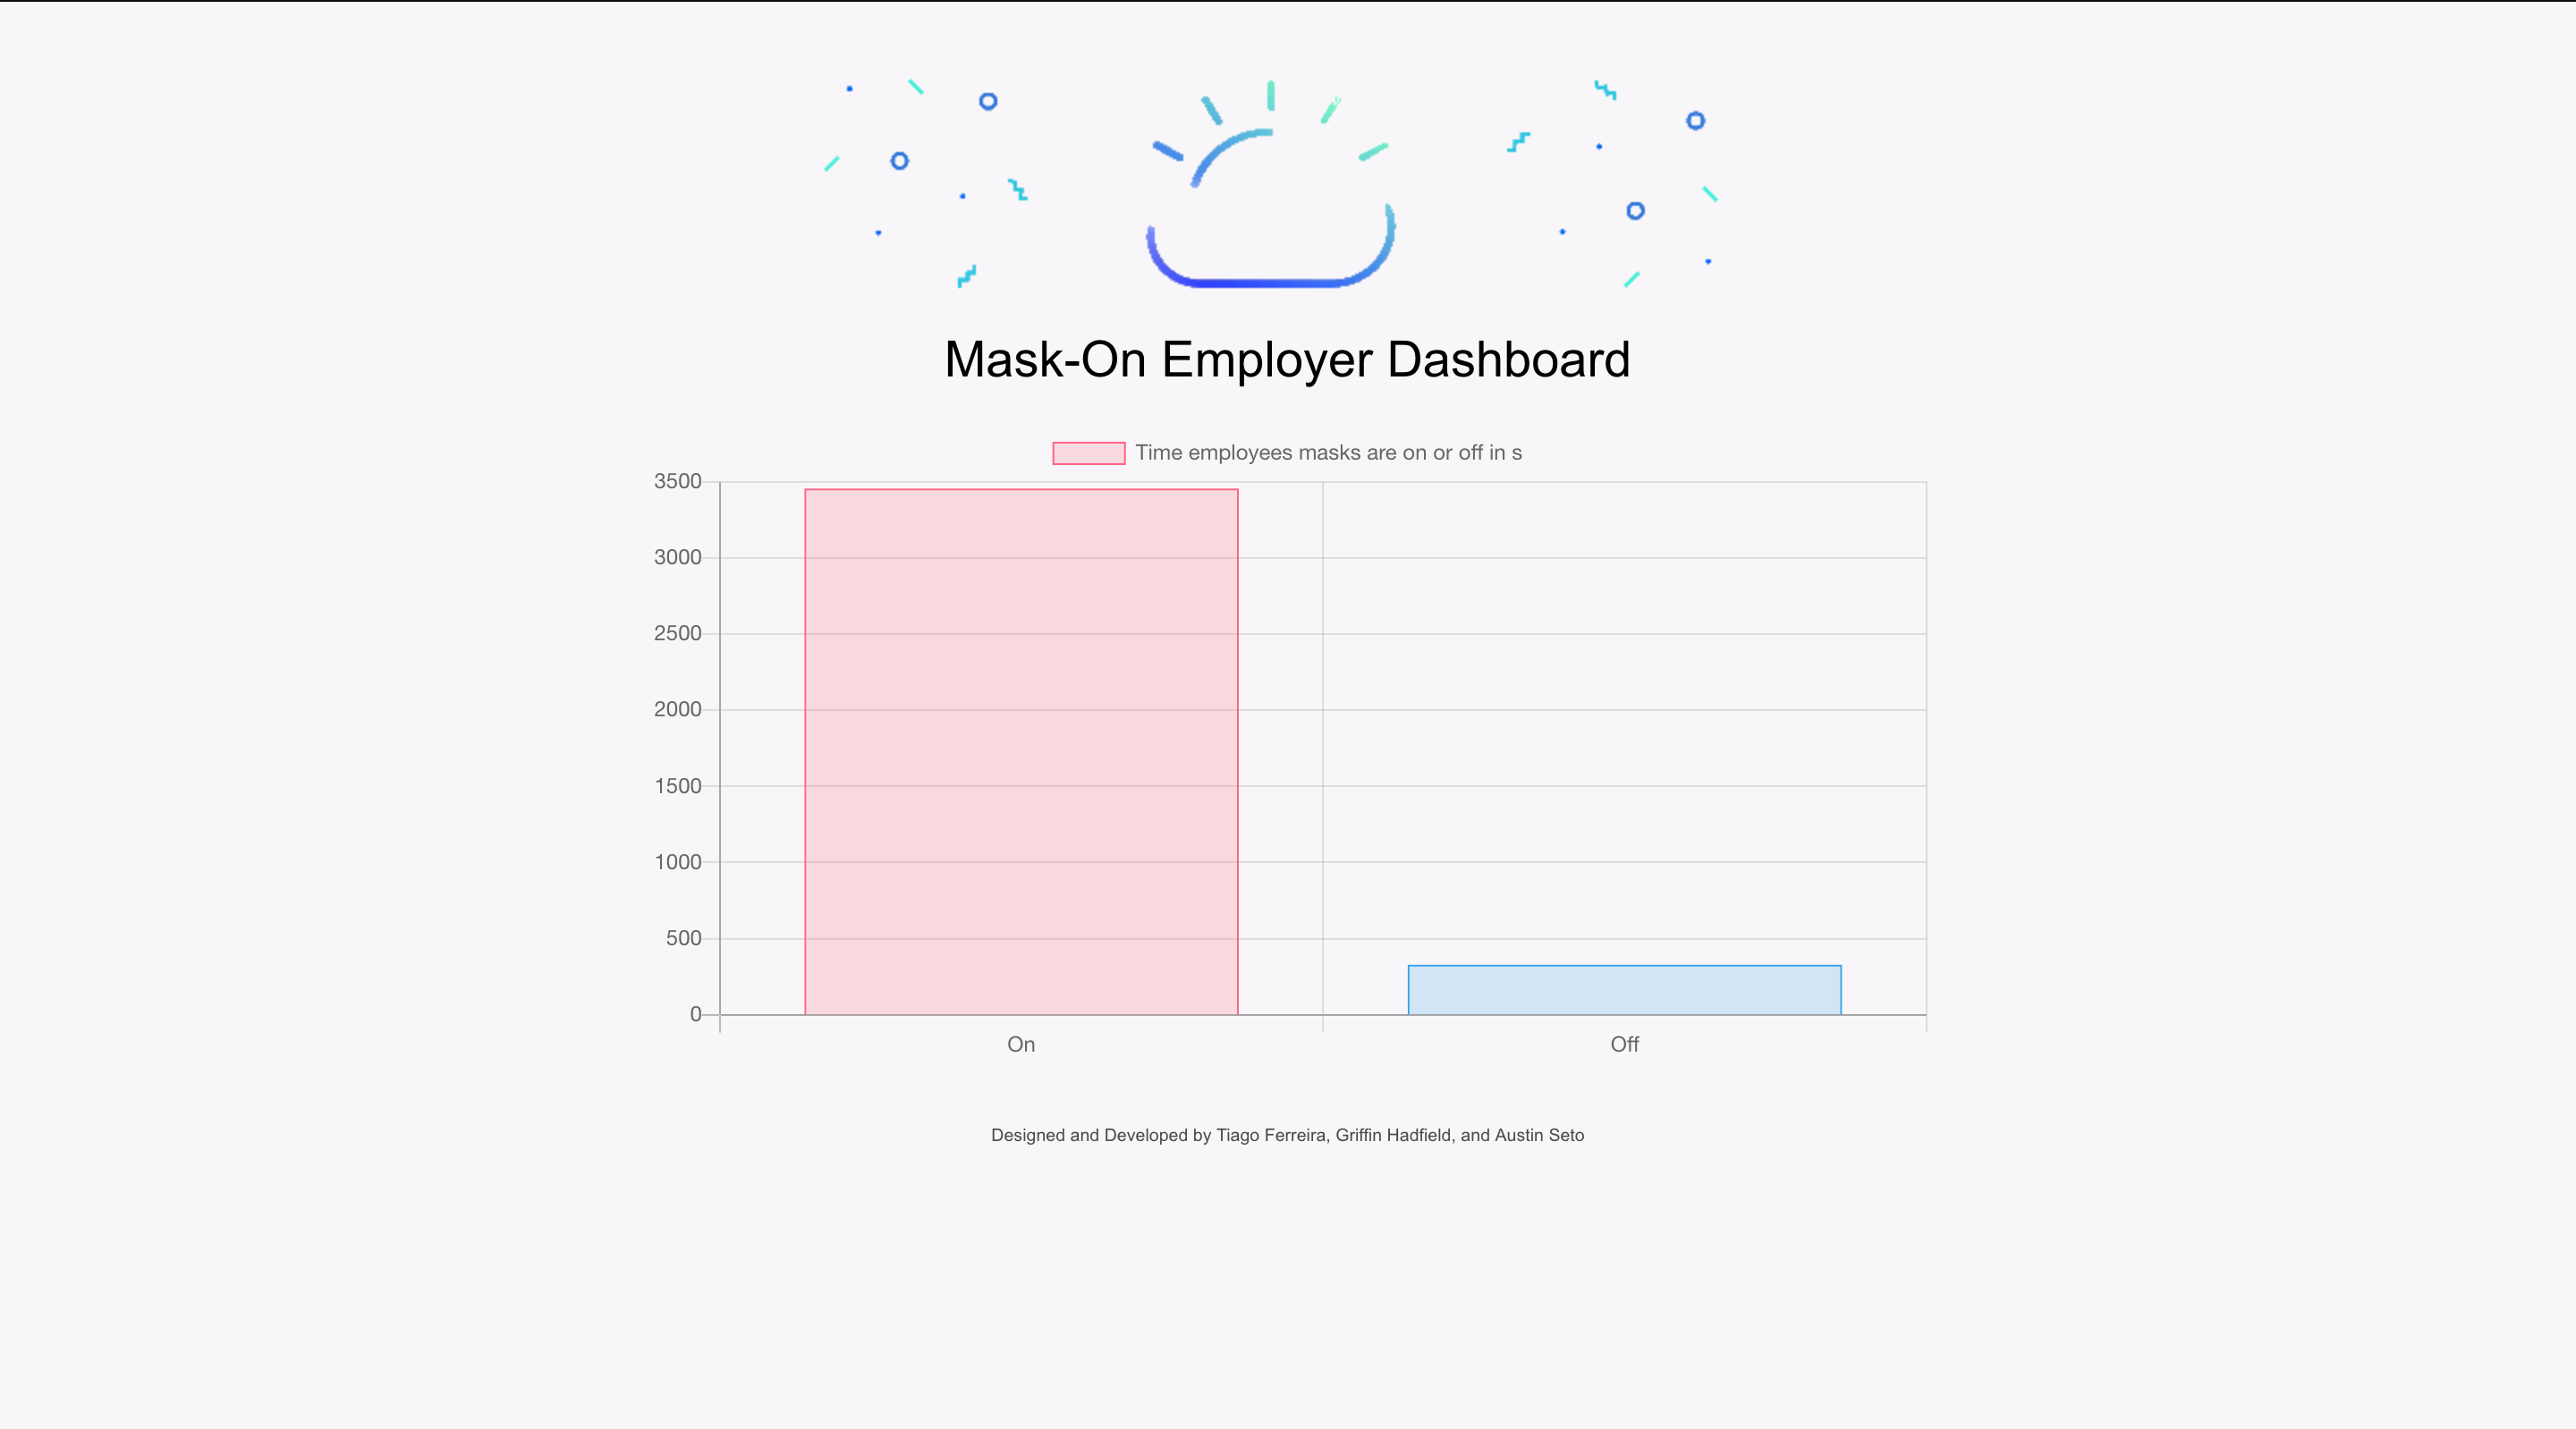 Mask-On Employer Dashboard
Time employees masks are on or off in s
3500
3000
2500
2000
1500
1000
500
0
On Off
Designed and Developed by Tiago Ferreira, Griffin Hadfield, and Austin Seto